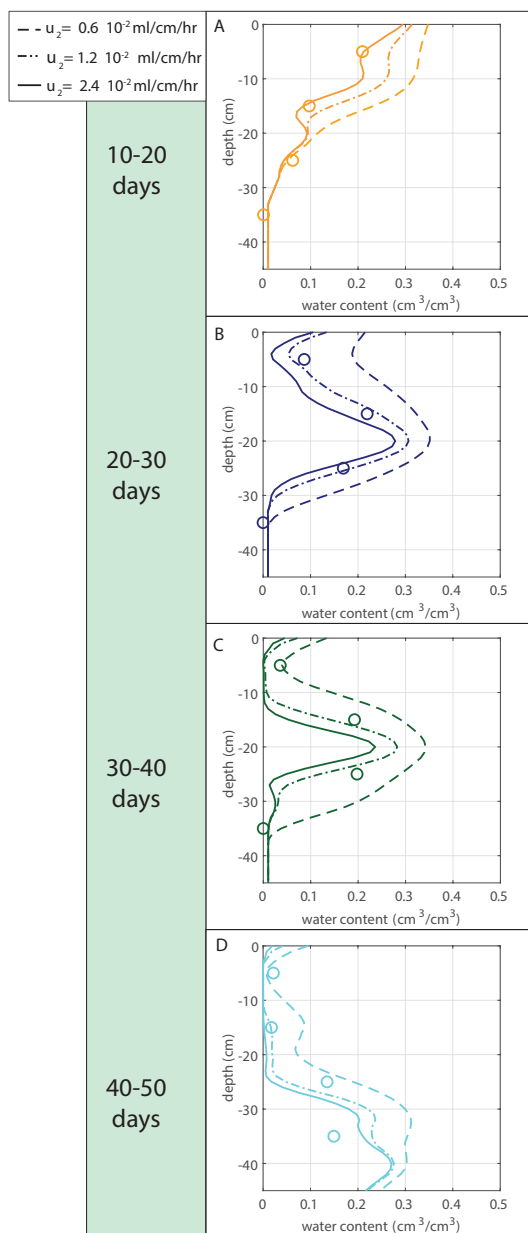 u₂= 0.6 10⁻² ml/cm/hr
u₂= 1.2 10⁻² ml/cm/hr
u₂= 2.4 10⁻² ml/cm/hr
10-20
days
A
0
-10
-20
-30
-40
depth (cm)
0 0.1 0.2 0.3 0.4 0.5
water content (cm³/cm³)
20-30
days
B
0
-10
-20
-30
-40
depth (cm)
0 0.1 0.2 0.3 0.4 0.5
water content (cm³/cm³)
30-40
days
C
0
-10
-20
-30
-40
depth (cm)
0 0.1 0.2 0.3 0.4 0.5
water content (cm³/cm³)
40-50
days
D
0
-10
-20
-30
-40
depth (cm)
0 0.1 0.2 0.3 0.4 0.5
water content (cm³/cm³)